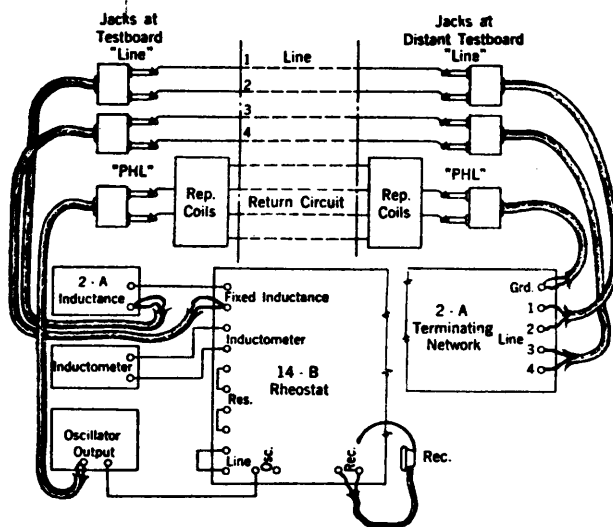 Jacks at
Testboard
"Line"
Jacks at
Distant Testboard
"Line"
1 Line
2
3
4
"PHL"
"PHL"
Rep.
Coils
Return Circuit
Rep.
Coils
2 - A
Inductance
Fixed Inductance
Grd.
1
2
3
4
Line
2 - A
Terminating
Network
Inductometer
Inductometer
14 - B
Rheostat
Res.
Oscillator
Output
Line
Osc.
Rec.
Rec.